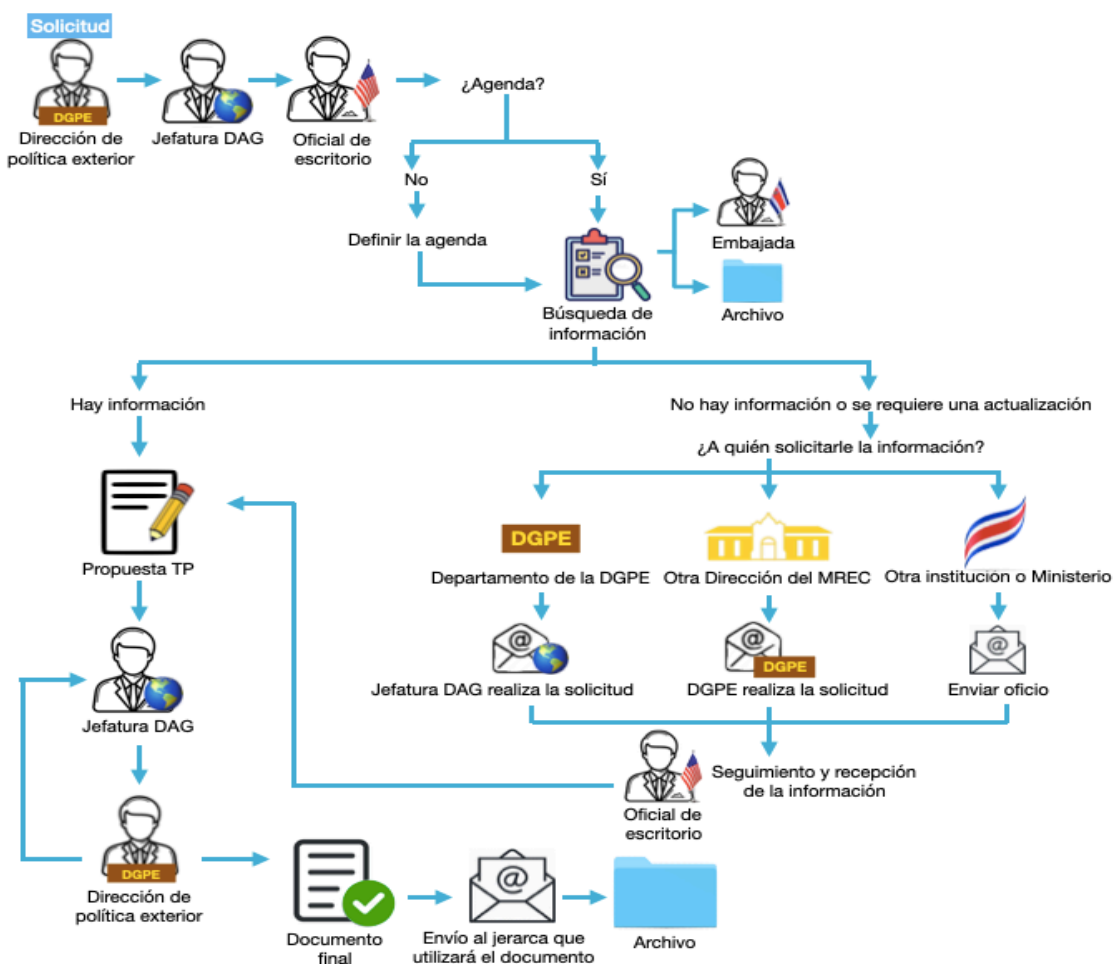 Solicitud
DGPE
Dirección de
política exterior
Jefatura DAG
Oficial de
escritorio
¿Agenda?
No
Sí
Definir la agenda
Búsqueda de
información
Embajada
Archivo
Hay información
No hay información o se requiere una actualización
¿A quién solicitarle la información?
Propuesta TP
DGPE
Departamento de la DGPE
Otra Dirección del MREC
Otra institución o Ministerio
@
@
DGPE
@
Jefatura DAG realiza la solicitud
DGPE realiza la solicitud
Enviar oficio
Jefatura DAG
Seguimiento y recepción
de la información
Oficial de
escritorio
DGPE
Dirección de
política exterior
Documento
final
@
Envío al jerarca que
utilizará el documento
Archivo